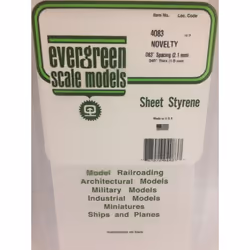 Item No. Loc. Code
4083
NOVELTY
.083" Spacing (2.1 mm)
.040" Thick (1.0 mm)
evergreen
scale models
Sheet Styrene
Made in U.S.A.
Model Railroading
Architectural Models
Military Models
Industrial Models
Miniatures
Ships and Planes